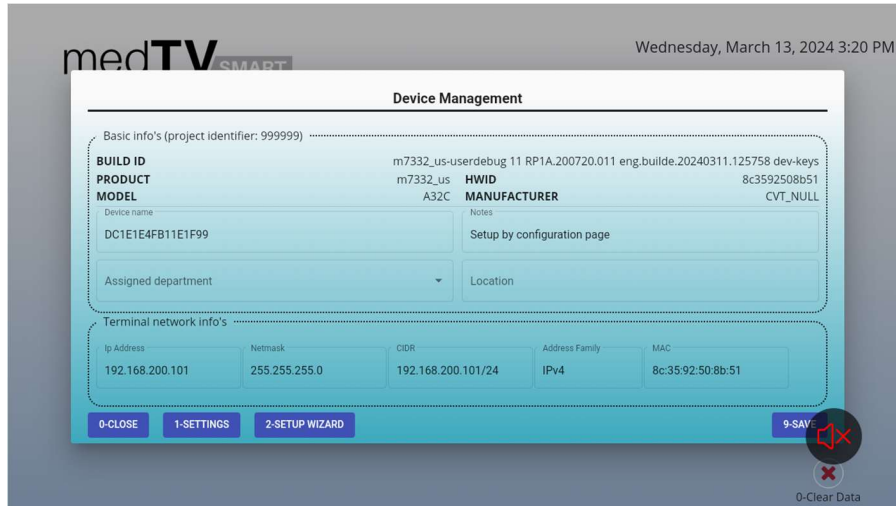 medTV SMART
Wednesday, March 13, 2024 3:20 PM
Device Management
Basic info's (project identifier: 999999)
BUILD ID m7332_us-userdebug 11 RP1A.200720.011 eng.builde.20240311.125758 dev-keys
PRODUCT m7332_us HWID 8c3592508b51
MODEL A32C MANUFACTURER CVT_NULL
Device name Notes
DC1E1E4FB11E1F99 Setup by configuration page
Assigned department Location
Terminal network info's
Ip Address Netmask CIDR Address Family MAC
192.168.200.101 255.255.255.0 192.168.200.101/24 IPv4 8c:35:92:50:8b:51
0-CLOSE 1-SETTINGS 2-SETUP WIZARD 9-SAVE
0-Clear Data